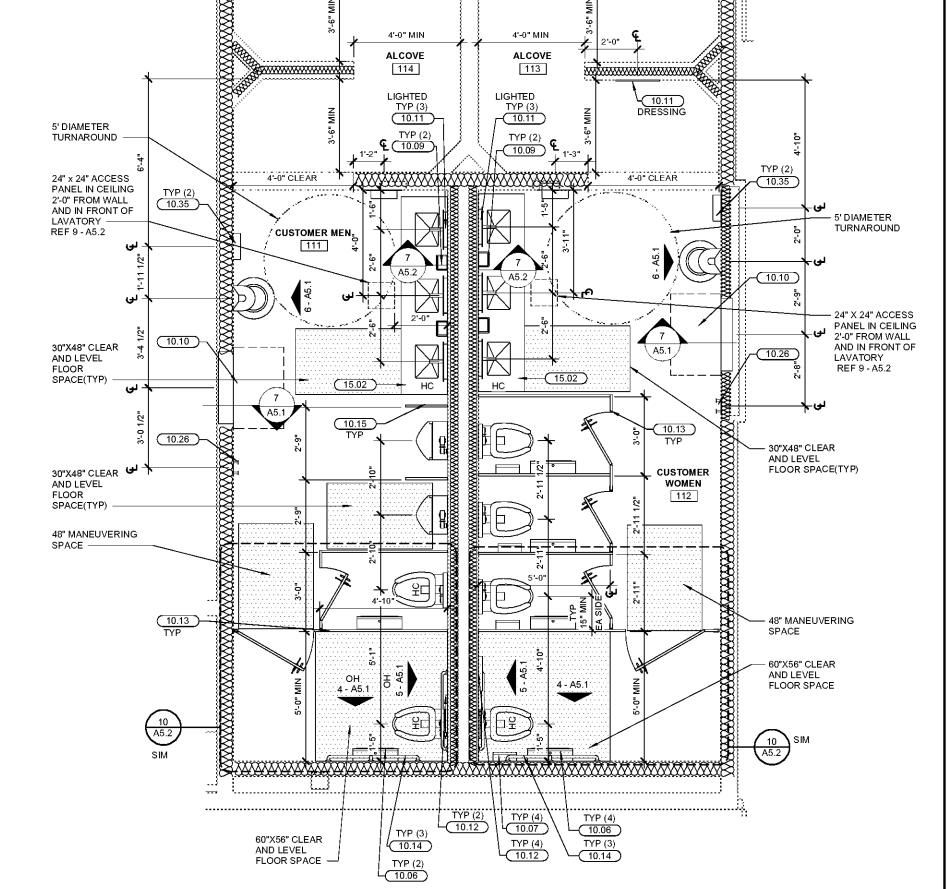 3'-6" MIN
3'-6" MIN
4'-0" MIN
4'-0" MIN
2'-0"
℄
ALCOVE
114
ALCOVE
113
LIGHTED
TYP (3)
10.11
LIGHTED
TYP (3)
10.11
10.11
DRESSING
TYP (2)
10.09
TYP (2)
10.09
3'-6" MIN
3'-6" MIN
℄
℄
1'-2"
1'-3"
4'-10"
6'-4"
5' DIAMETER
TURNAROUND
4'-0" CLEAR
4'-0" CLEAR
TYP (2)
10.35
24" x 24" ACCESS
PANEL IN CEILING
2'-0" FROM WALL
AND IN FRONT OF
LAVATORY
REF 9 - A5.2
TYP (2)
10.35
℄
2'-0"
5' DIAMETER
TURNAROUND
CUSTOMER MEN
111
4'-0"
1'-5"
1'-5"
3'-11"
7
A5.2
7
A5.2
6 - A5.1
6 - A5.1
℄
℄
2'-6"
2'-6"
1'-11 1/2"
10.10
2'-9"
℄
℄
℄
2'-0"
2'-6"
2'-6"
24" X 24" ACCESS
PANEL IN CEILING
2'-0" FROM WALL
AND IN FRONT OF
LAVATORY
REF 9 - A5.2
℄
3'-4 1/2"
10.10
7
A5.1
10.26
2'-8"
30"X48" CLEAR
AND LEVEL
FLOOR
SPACE(TYP)
15.02
HC
HC
15.02
℄
℄
7
A5.1
3'-0 1/2"
10.15
TYP
10.13
TYP
3'-0"
10.26
℄
2'-9"
2'-10"
2'-11 1/2"
30"X48" CLEAR
AND LEVEL
FLOOR SPACE(TYP)
30"X48" CLEAR
AND LEVEL
FLOOR
SPACE(TYP)
CUSTOMER
WOMEN
112
2'-9"
2'-11 1/2"
48" MANEUVERING
SPACE
2'-10"
2'-11"
5'-0"
℄
3'-0"
HC
4'-10"
TYP
15" MIN
EA SIDE
2'-11"
10.13
TYP
48" MANEUVERING
SPACE
5'-1"
4'-10"
OH
4 - A5.1
OH
5 - A5.1
5 - A5.1
4 - A5.1
60"X56" CLEAR
AND LEVEL
FLOOR SPACE
5'-0" MIN
5'-0" MIN
HC
HC
10
A5.2
SIM
10
A5.2
SIM
1'-5"
1'-5"
TYP (2)
10.12
TYP (4)
10.07
TYP (4)
10.06
60"X56" CLEAR
AND LEVEL
FLOOR SPACE
TYP (3)
10.14
TYP (4)
10.12
TYP (3)
10.14
TYP (2)
10.06